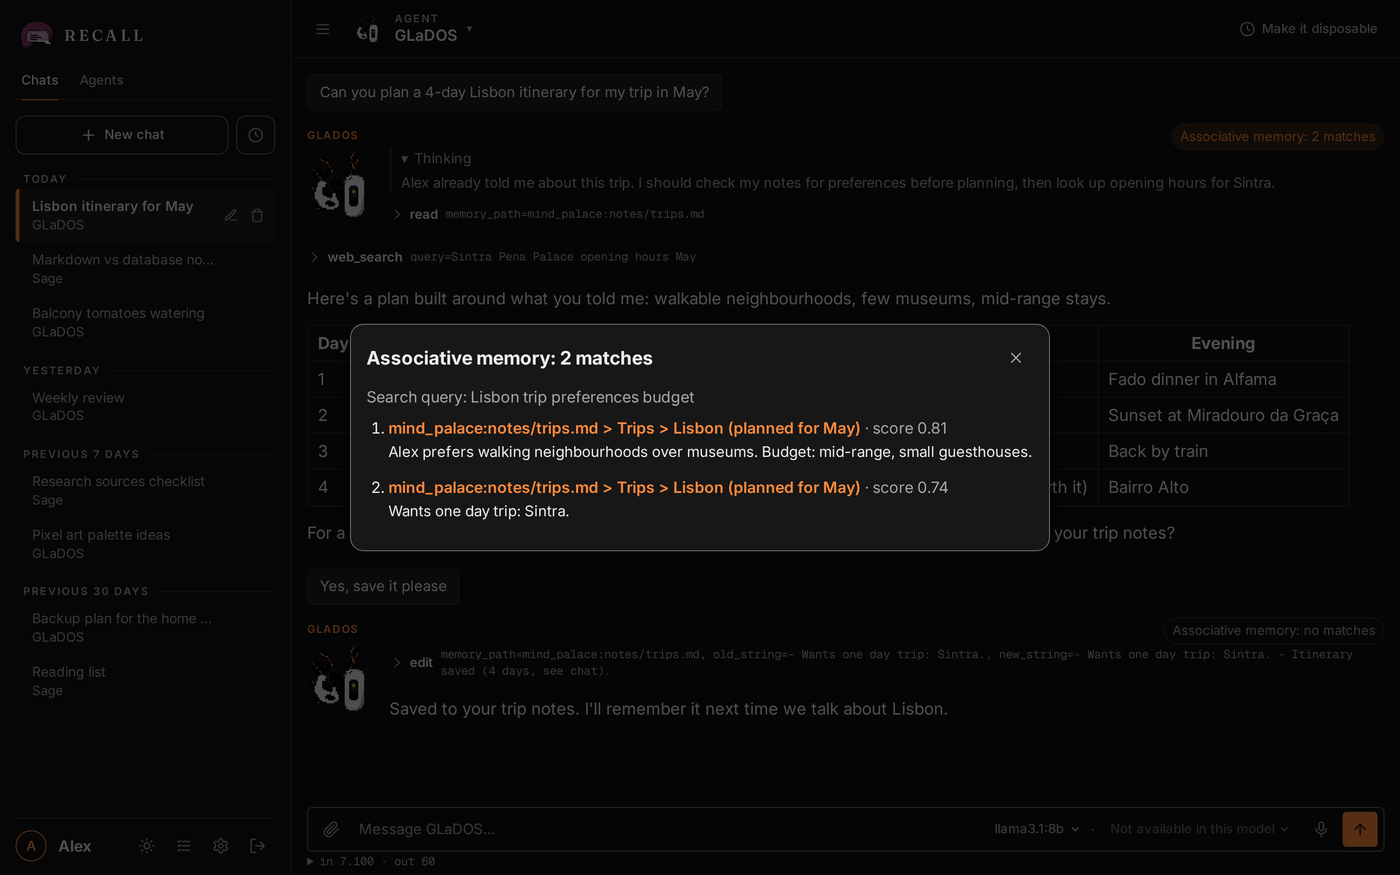 RECALL
Chats
Agents
New chat
TODAY
Lisbon itinerary for May
GLaDOS
Markdown vs database no...
Sage
Balcony tomatoes watering
GLaDOS
YESTERDAY
Weekly review
GLaDOS
PREVIOUS 7 DAYS
Research sources checklist
Sage
Pixel art palette ideas
GLaDOS
PREVIOUS 30 DAYS
Backup plan for the home ...
GLaDOS
Reading list
Sage
A
Alex
AGENT
GLaDOS
Make it disposable
Can you plan a 4-day Lisbon itinerary for my trip in May?
GLADOS
Associative memory: 2 matches
Thinking
Alex already told me about this trip. I should check my notes for preferences before planning, then look up opening hours for Sintra.
read memory_path=mind_palace:notes/trips.md
web_search query=Sintra Pena Palace opening hours May
Here's a plan built around what you told me: walkable neighbourhoods, few museums, mid-range stays.
Day
Evening
1
Fado dinner in Alfama
2
Sunset at Miradouro da Graça
3
Back by train
4
th it)
Bairro Alto
For a
your trip notes?
Associative memory: 2 matches
Search query: Lisbon trip preferences budget
1. mind_palace:notes/trips.md > Trips > Lisbon (planned for May) · score 0.81
Alex prefers walking neighbourhoods over museums. Budget: mid-range, small guesthouses.
2. mind_palace:notes/trips.md > Trips > Lisbon (planned for May) · score 0.74
Wants one day trip: Sintra.
Yes, save it please
GLADOS
Associative memory: no matches
edit memory_path=mind_palace:notes/trips.md, old_string=- Wants one day trip: Sintra., new_string=- Wants one day trip: Sintra. - Itinerary
saved (4 days, see chat).
Saved to your trip notes. I'll remember it next time we talk about Lisbon.
Message GLaDOS...
llama3.1:8b
·
Not available in this model
in 7.100 · out 60